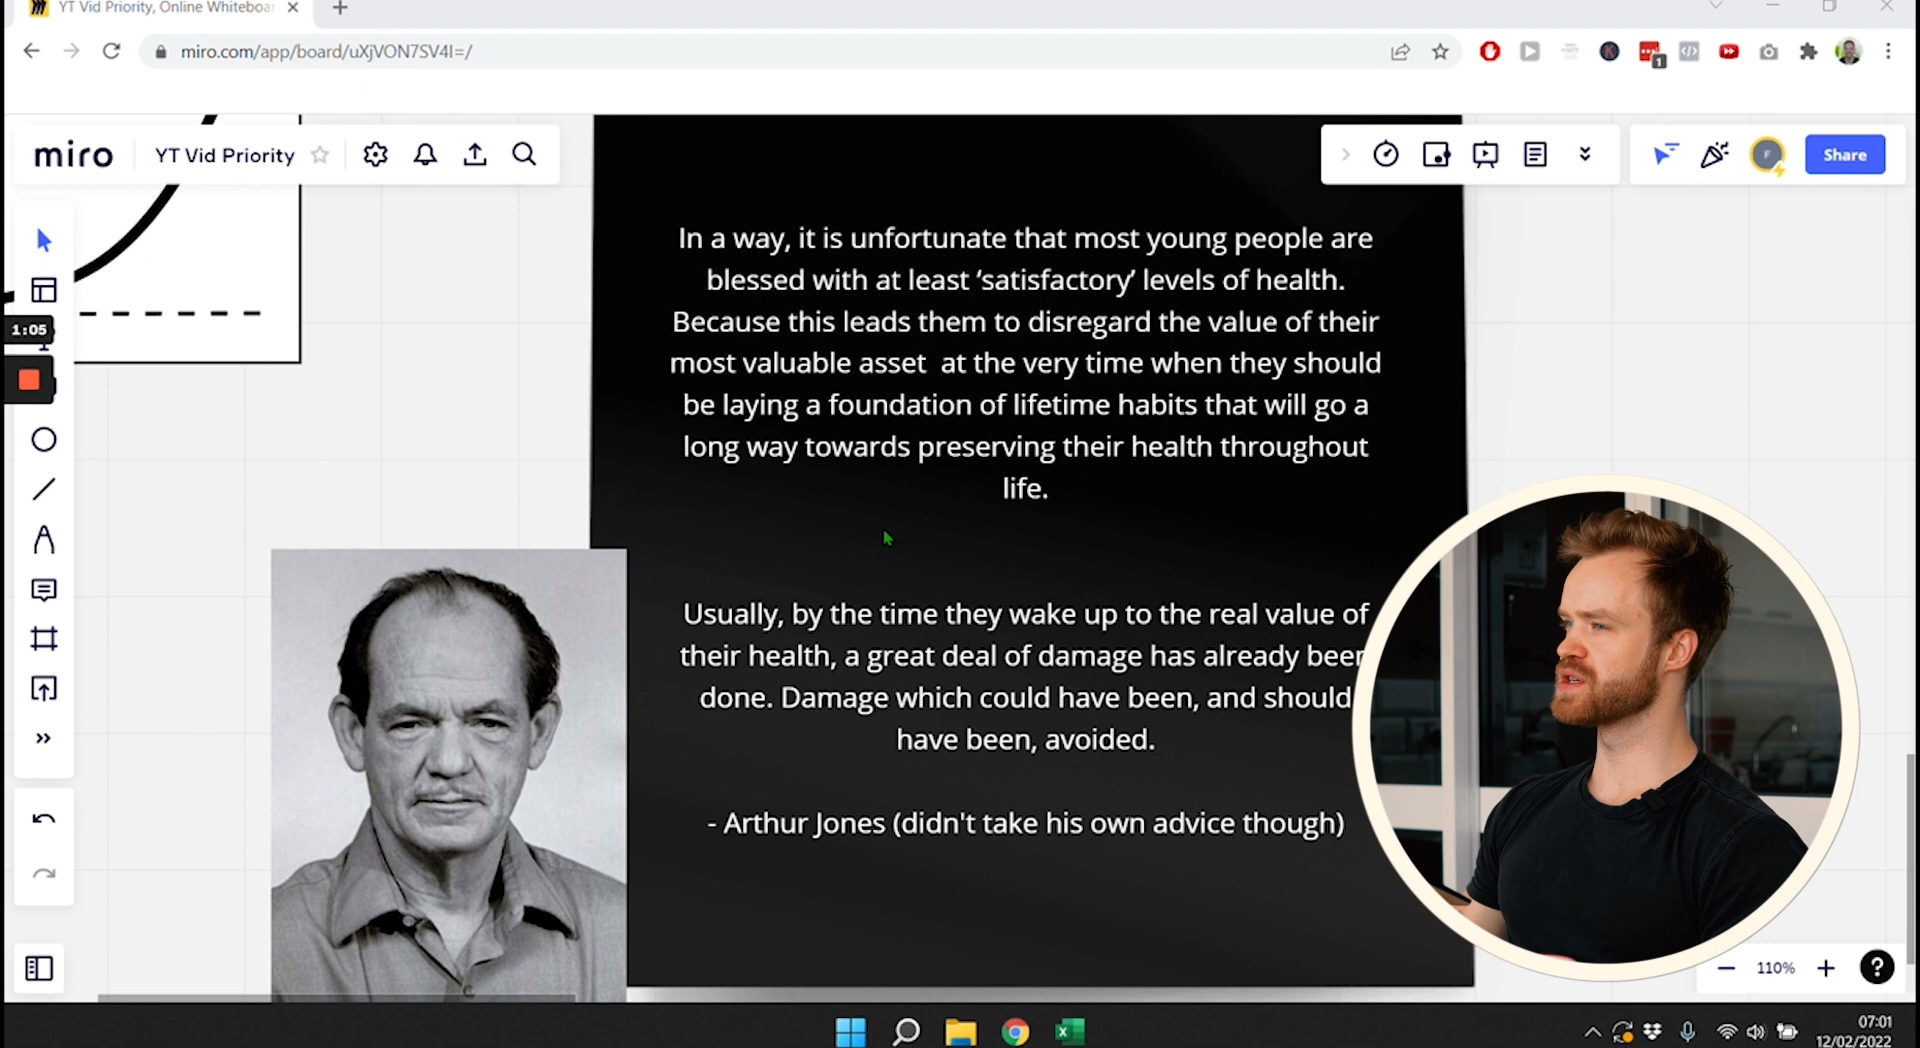 YT Vid Priority, Online Whiteboar
miro.com/app/board/uXjVON7SV4I=/
1
miro
YT Vid Priority
F
Share
1:05
In a way, it is unfortunate that most young people are
blessed with at least ‘satisfactory’ levels of health.
Because this leads them to disregard the value of their
most valuable asset at the very time when they should
be laying a foundation of lifetime habits that will go a
long way towards preserving their health throughout
life.
Usually, by the time they wake up to the real value of
their health, a great deal of damage has already been
done. Damage which could have been, and should
have been, avoided.
- Arthur Jones (didn't take his own advice though)
110%
?
07:01
12/02/2022